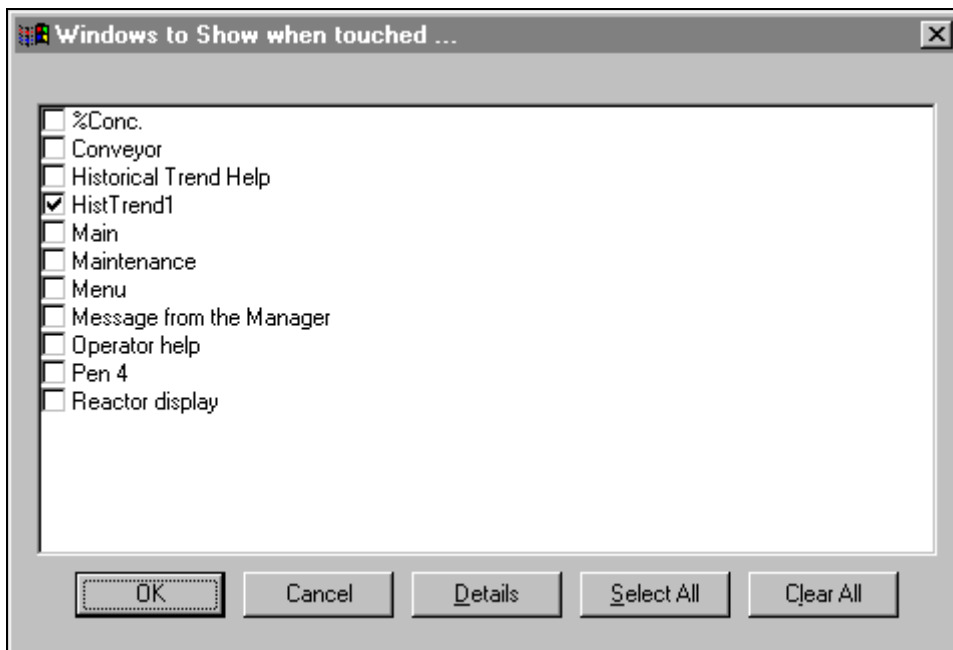 Windows to Show when touched ...
%Conc.
Conveyor
Historical Trend Help
HistTrend1
Main
Maintenance
Menu
Message from the Manager
Operator help
Pen 4
Reactor display
OK Cancel Details Select All Clear All